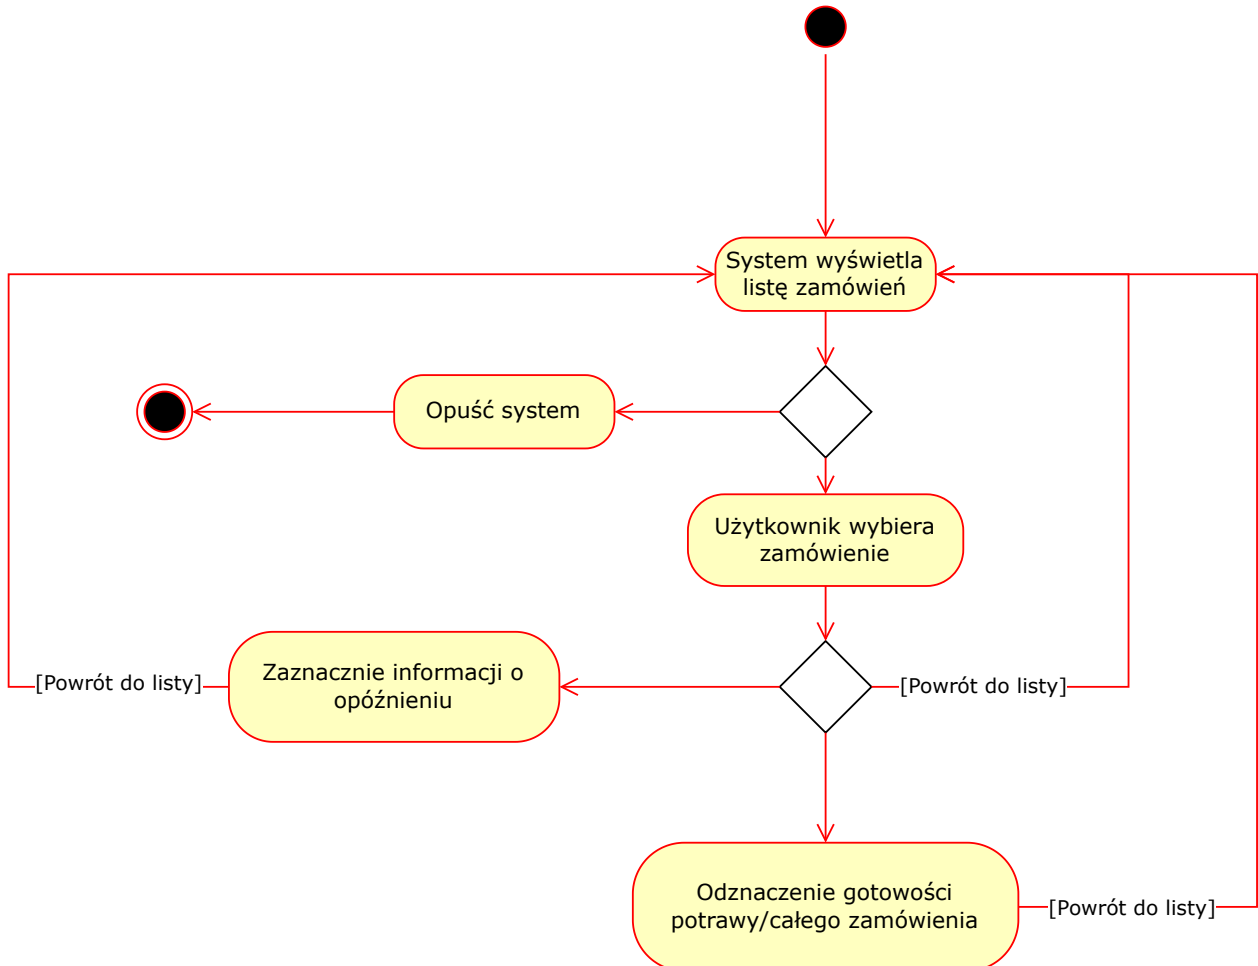 System wyświetla
listę zamówień
Opuść system
Użytkownik wybiera
zamówienie
Zaznacznie informacji o
opóźnieniu
[Powrót do listy]
[Powrót do listy]
Odznaczenie gotowości
potrawy/całego zamówienia
[Powrót do listy]